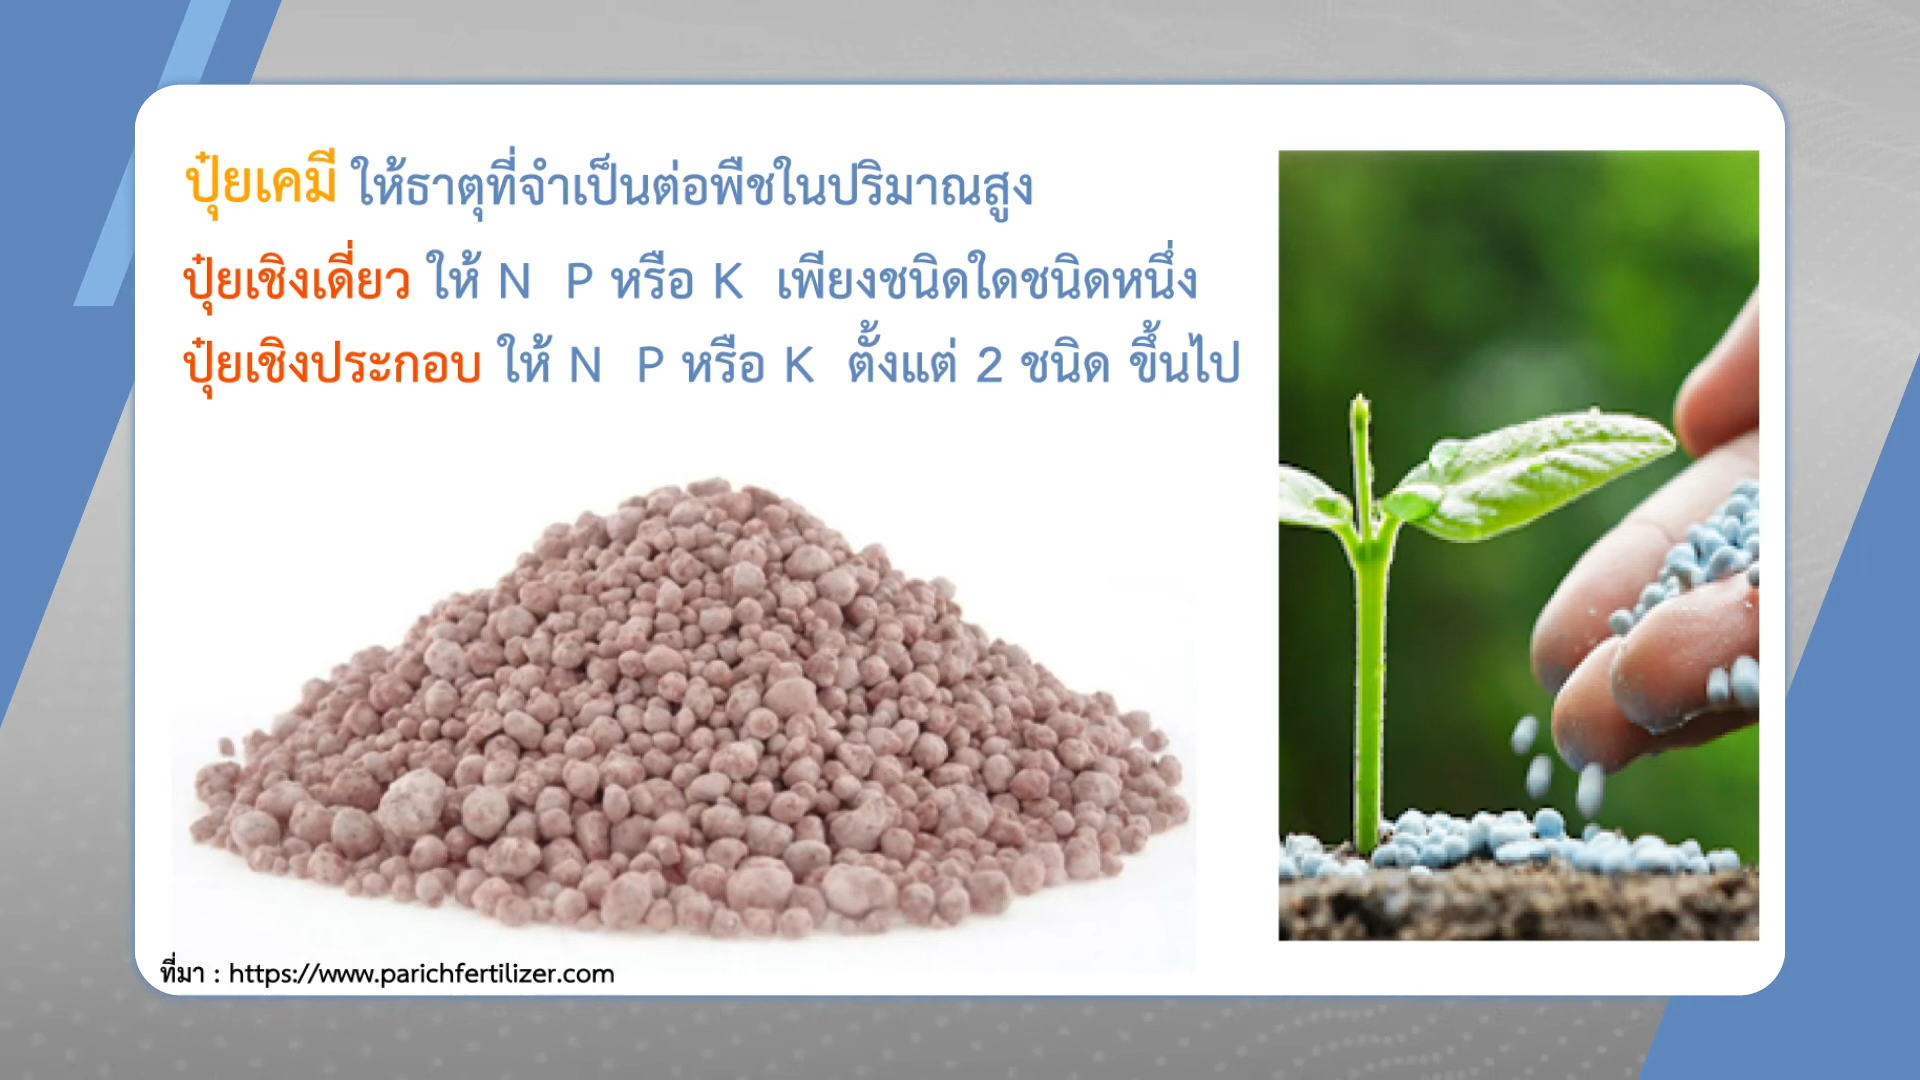 ปุ๋ยเคมี ให้ธาตุที่จำเป็นต่อพืชในปริมาณสูง
ปุ๋ยเชิงเดี่ยว ให้ N P หรือ K เพียงชนิดใดชนิดหนึ่ง
ปุ๋ยเชิงประกอบ ให้ N P หรือ K ตั้งแต่ 2 ชนิด ขึ้นไป
ที่มา : https://www.parichfertilizer.com